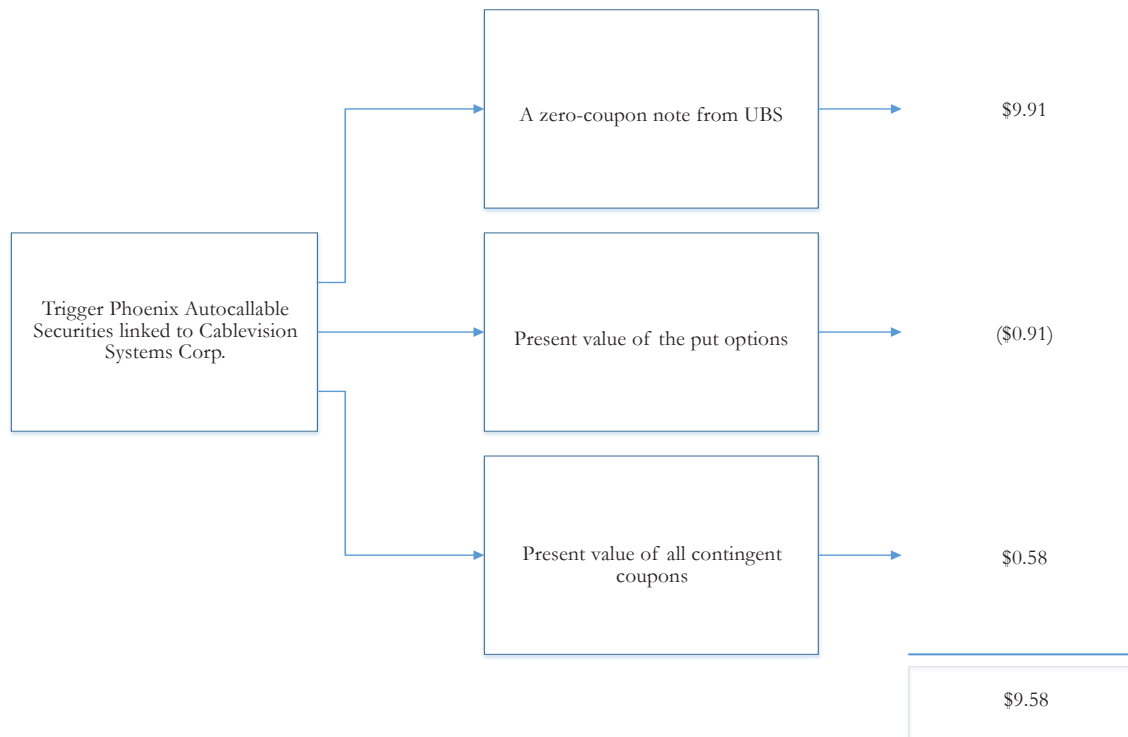 A zero-coupon note from UBS
$9.91
Trigger Phoenix Autocallable
Securities linked to Cablevision
Systems Corp.
Present value of the put options
($0.91)
Present value of all contingent
coupons
$0.58
$9.58